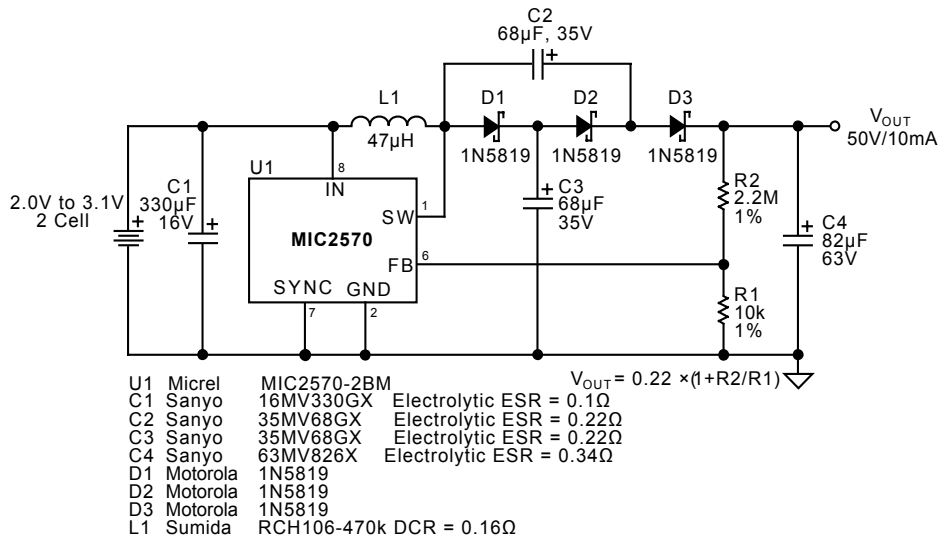 C2
68µF, 35V
L1
47µH
D1
1N5819
D2
D3
1N5819
1N5819
VOUT
50V/10mA
2.0V to 3.1V
2 Cell
C1
330µF
16V
U1
8
IN
SW
1
MIC2570
FB
6
SYNC
GND
7
2
C3
68µF
35V
R2
2.2M
1%
C4
82µF
63V
R1
10k
1%
VOUT = 0.22 ×(1+R2/R1)
U1 Micrel MIC2570-2BM
C1 Sanyo 16MV330GX Electrolytic ESR = 0.1Ω
C2 Sanyo 35MV68GX Electrolytic ESR = 0.22Ω
C3 Sanyo 35MV68GX Electrolytic ESR = 0.22Ω
C4 Sanyo 63MV826X Electrolytic ESR = 0.34Ω
D1 Motorola 1N5819
D2 Motorola 1N5819
D3 Motorola 1N5819
L1 Sumida RCH106-470k DCR = 0.16Ω